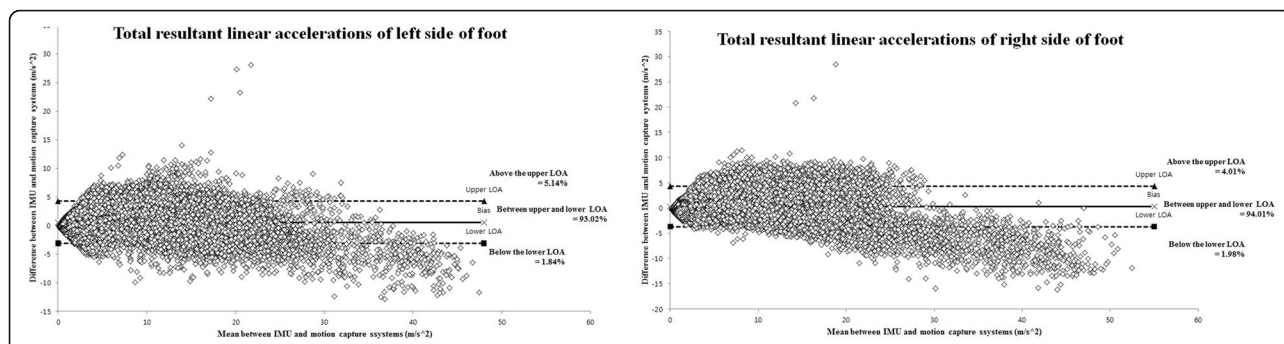 Total resultant linear accelerations of left side of foot
Difference between IMU and motion capture systems (m/s^2)
30
25
20
15
10
5
0
-5
-10
-15
0
10
20
30
40
50
60
Mean between IMU and motion capture ssystems (m/s^2)
Above the upper LOA
= 5.14%
Upper LOA
Bias
Between upper and lower LOA
= 93.02%
Lower LOA
Below the lower LOA
= 1.84%
Total resultant linear accelerations of right side of foot
Difference between IMU and motion capture systems (m/s^2)
35
30
25
20
15
10
5
0
-5
-10
-15
-20
0
10
20
30
40
50
60
Mean between IMU and motion capture systems (m/s^2)
Above the upper LOA
= 4.01%
Upper LOA
Bias
Between upper and lower LOA
= 94.01%
Lower LOA
Below the lower LOA
= 1.98%